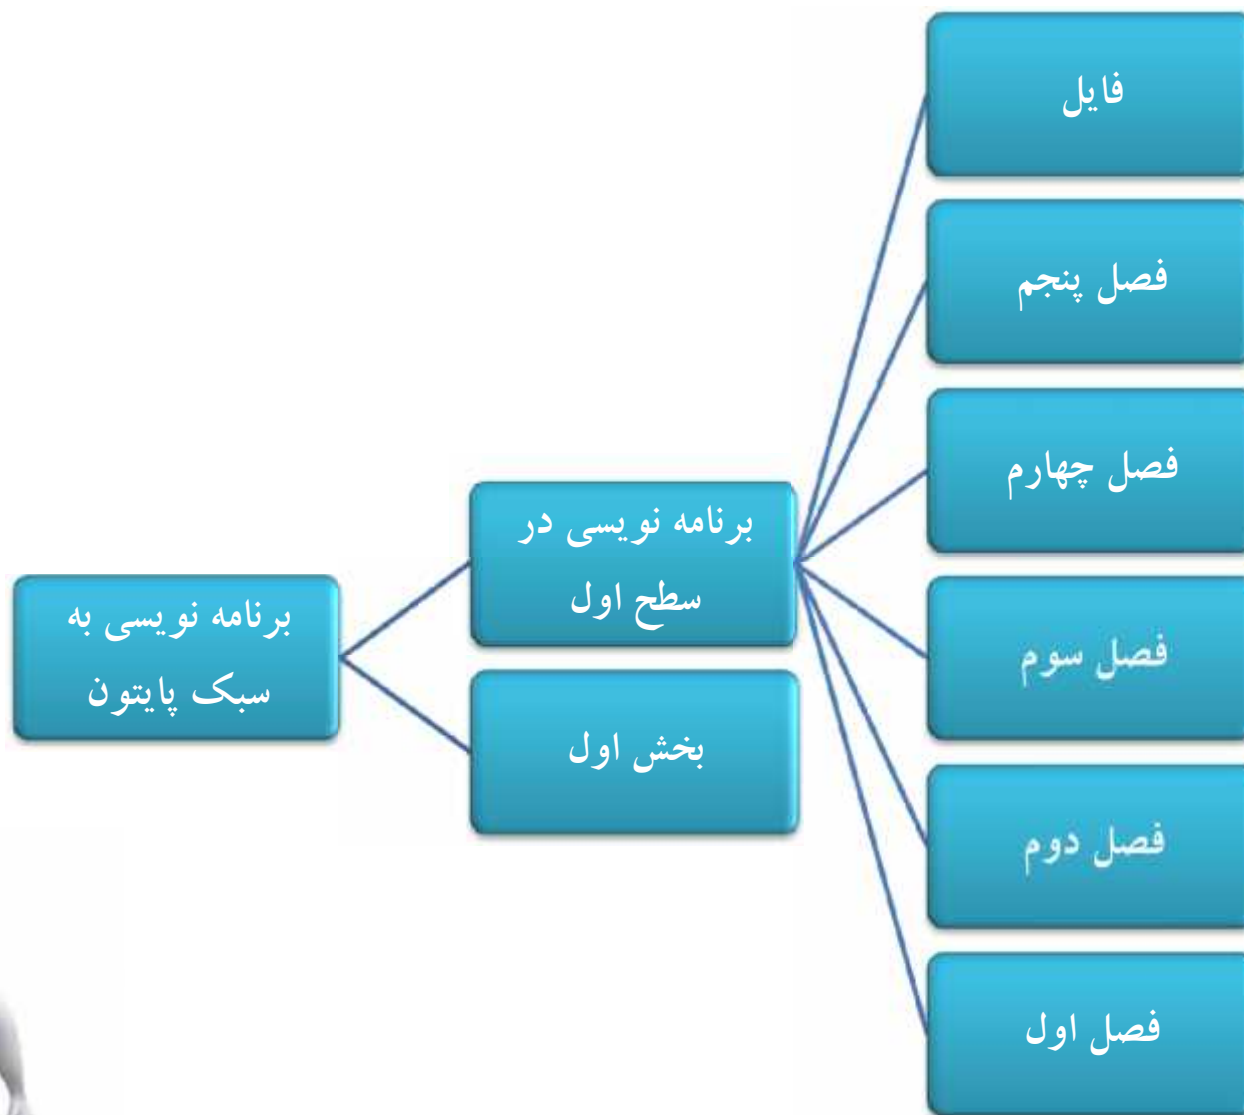 فایل
فصل پنجم
فصل چهارم
برنامه نویسی در
سطح اول
برنامه نویسی به
سبک پایتون
فصل سوم
بخش اول
فصل دوم
فصل اول